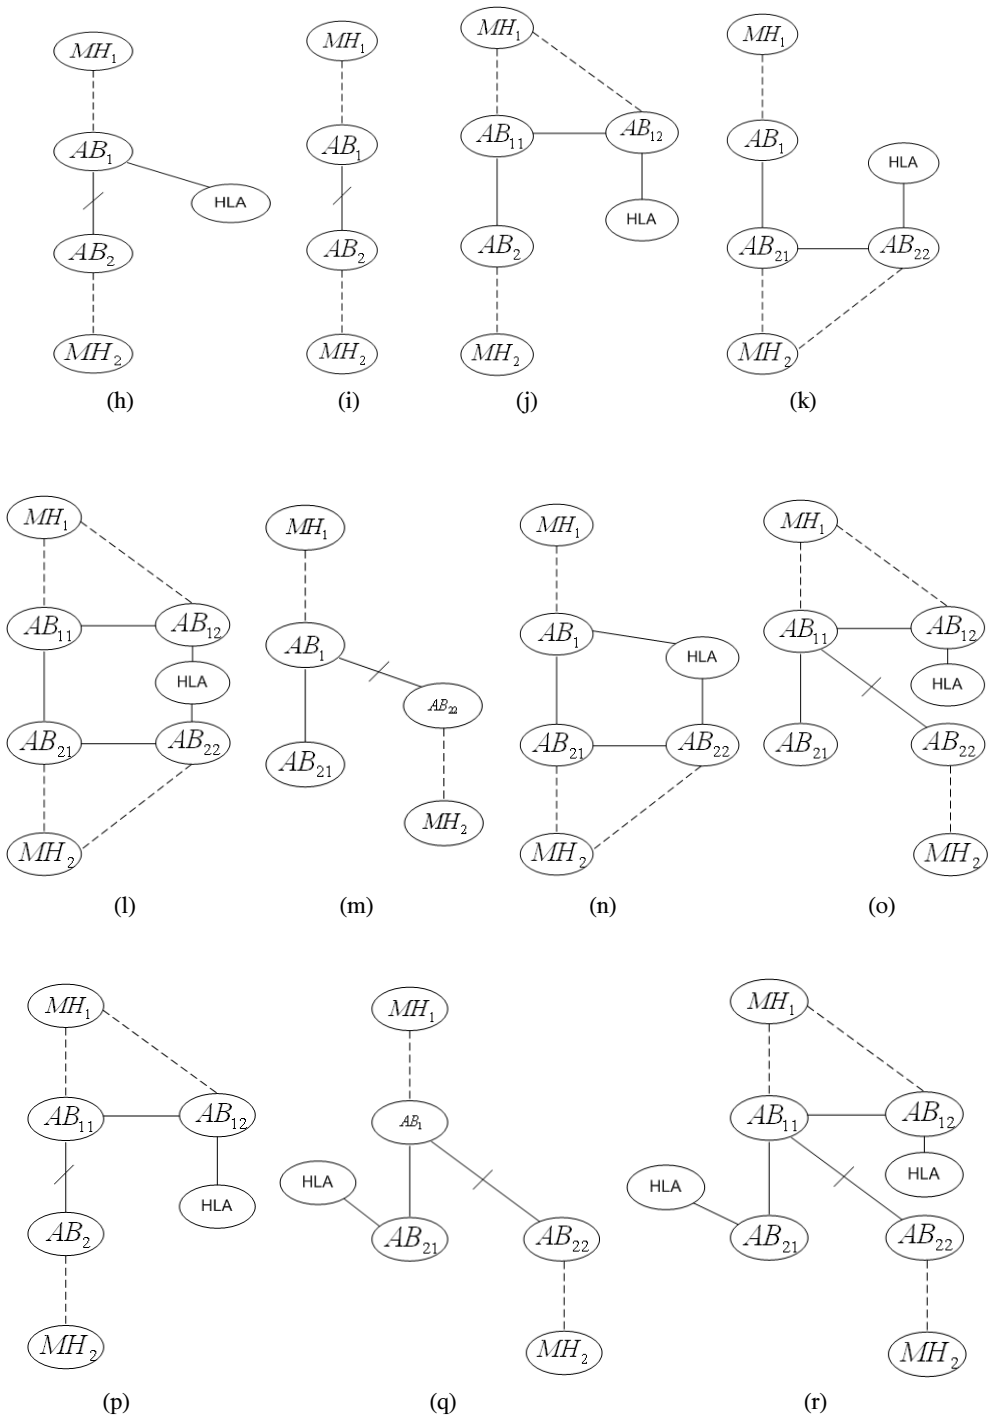 MH₁
AB₁
HLA
AB₂
MH₂
(h)
MH₁
AB₁
AB₂
MH₂
(i)
MH₁
AB₁₁ AB₁₂
HLA
AB₂
MH₂
(j)
MH₁
AB₁
HLA
AB₂₁ AB₂₂
MH₂
(k)
MH₁
AB₁₁ AB₁₂
HLA
AB₂₁ AB₂₂
MH₂
(l)
MH₁
AB₁
AB₂₂
AB₂₁
MH₂
(m)
MH₁
AB₁
HLA
AB₂₁ AB₂₂
MH₂
(n)
MH₁
AB₁₁ AB₁₂
HLA
AB₂₁ AB₂₂
MH₂
(o)
MH₁
AB₁₁ AB₁₂
HLA
AB₂
MH₂
(p)
MH₁
AB₁
HLA
AB₂₁ AB₂₂
MH₂
(q)
MH₁
AB₁₁ AB₁₂
HLA HLA
AB₂₁ AB₂₂
MH₂
(r)